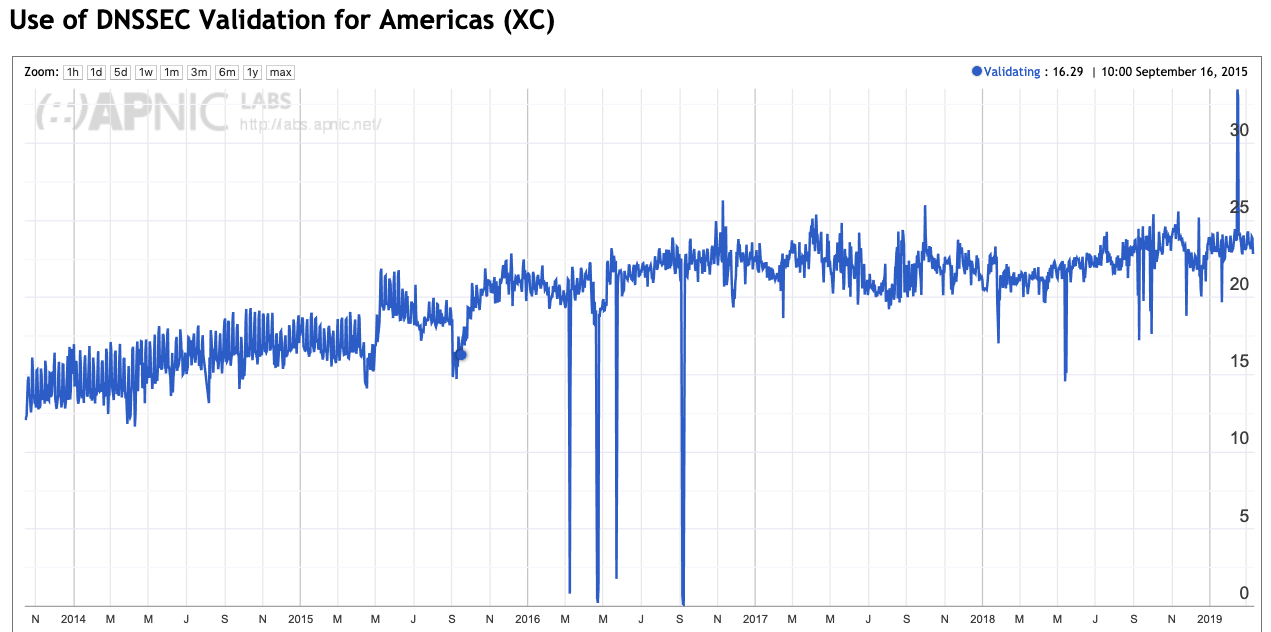 Use of DNSSEC Validation for Americas (XC)
Zoom: 1h 1d 5d 1w 1m 3m 6m 1y max
Validating : 16.29 | 10:00 September 16, 2015
(::)APNIC LABS
http://labs.apnic.net/
30
25
20
15
10
5
0
N 2014 M M J S N 2015 M M J S N 2016 M M J S N 2017 M M J S N 2018 M M J S N 2019